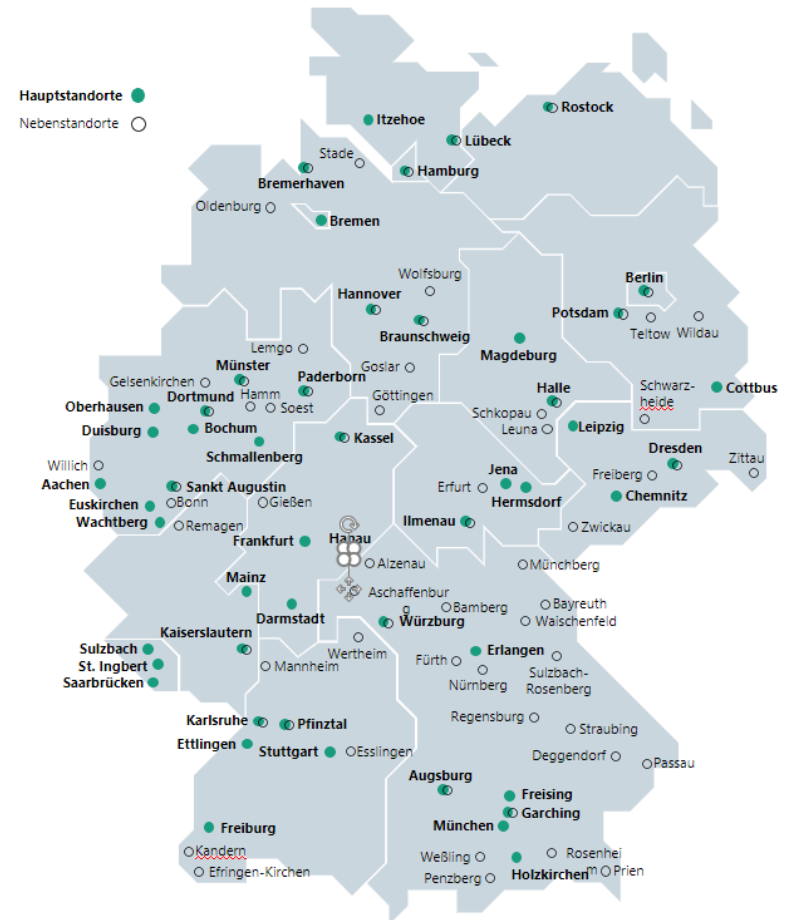 Hauptstandorte
Nebenstandorte
Rostock
Itzehoe
Lübeck
Stade
Hamburg
Bremerhaven
Oldenburg
Bremen
Wolfsburg
Berlin
Hannover
Potsdam
Braunschweig
Teltow
Wildau
Lemgo
Magdeburg
Münster
Goslar
Gelsenkirchen
Paderborn
Dortmund
Hamm
Göttingen
Halle
Schwarz-
heide
Cottbus
Oberhausen
Soest
Schkopau
Duisburg
Bochum
Leuna
Leipzig
Kassel
Schmallenberg
Dresden
Zittau
Willich
Jena
Freiberg
Aachen
Sankt Augustin
Erfurt
Hermsdorf
Chemnitz
Euskirchen
Bonn
Gießen
Wachtberg
Remagen
Ilmenau
Zwickau
Frankfurt
Hanau
Alzenau
Münchberg
Mainz
Aschaffenbur
g
Bamberg
Bayreuth
Darmstadt
Würzburg
Waischenfeld
Kaiserslautern
Wertheim
Sulzbach
Erlangen
St. Ingbert
Mannheim
Fürth
Saarbrücken
Nürnberg
Sulzbach-
Rosenberg
Karlsruhe
Pfinztal
Regensburg
Straubing
Ettlingen
Stuttgart
Esslingen
Deggendorf
Passau
Augsburg
Freising
Garching
Freiburg
München
Kandern
Weßling
Rosenhei
m
Efringen-Kirchen
Penzberg
Holzkirchen
Prien